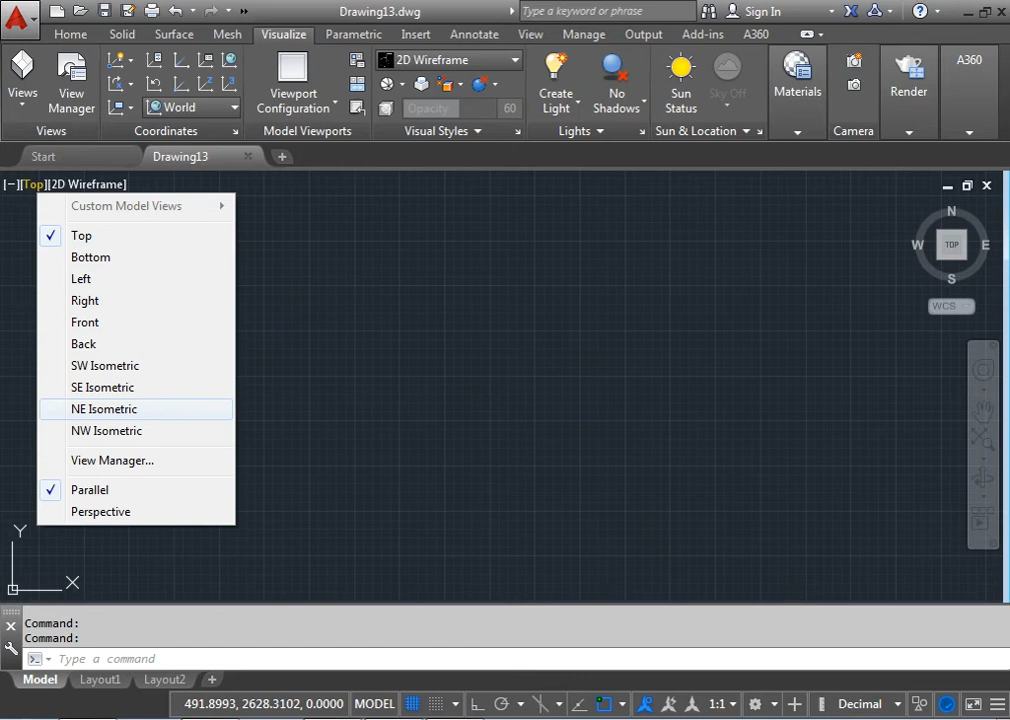 Drawing13.dwg
Type a keyword or phrase
Sign In
Home Solid Surface Mesh Visualize Parametric Insert Annotate View Manage Output Add-ins A360
Views
View Manager
World
Viewport Configuration
2D Wireframe
Opacity 60
Create Light
No Shadows
Sun Status
Sky Off
Materials
Render
A360
Views Coordinates Model Viewports Visual Styles Lights Sun & Location Camera
Start Drawing13
[−][Top][2D Wireframe]
Custom Model Views
Top
Bottom
Left
Right
Front
Back
SW Isometric
SE Isometric
NE Isometric
NW Isometric
View Manager...
Parallel
Perspective
N
W TOP E
S
WCS
Y
X
Command:
Command:
Type a command
Model Layout1 Layout2
491.8993, 2628.3102, 0.0000 MODEL 1:1 Decimal